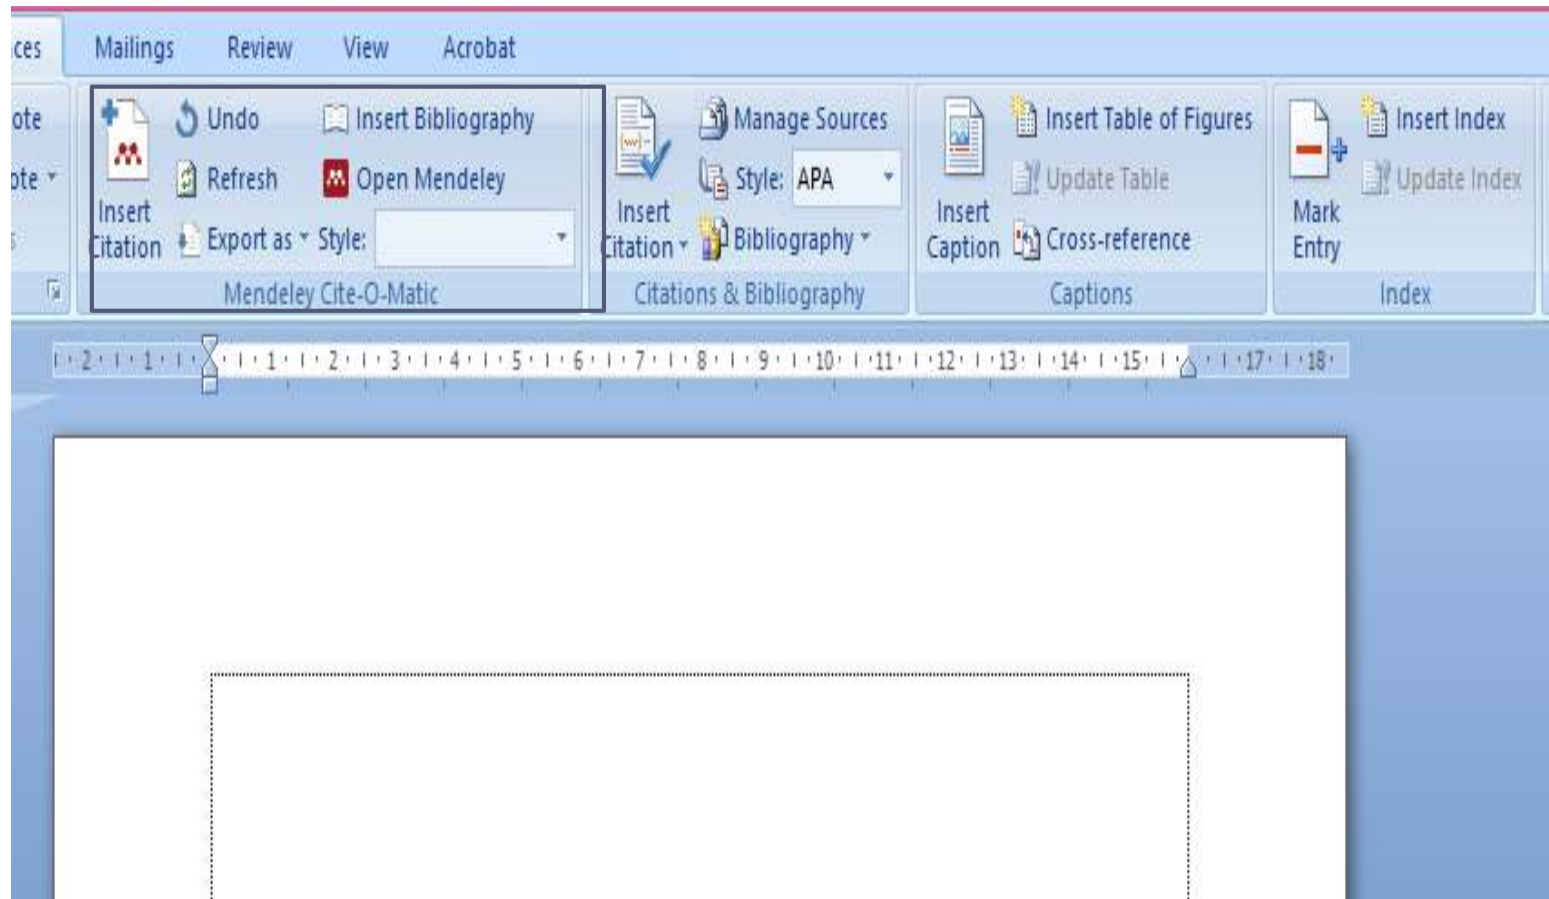 ces Mailings Review View Acrobat
ote Undo Insert Bibliography Manage Sources Insert Table of Figures Insert Index
ote Refresh Open Mendeley Style: APA Update Table Update Index
Insert Citation Export as Style: Insert Citation Bibliography Insert Caption Cross-reference Mark Entry
s Mendeley Cite-O-Matic Citations & Bibliography Captions Index
2 1 1 2 3 4 5 6 7 8 9 10 11 12 13 14 15 17 18